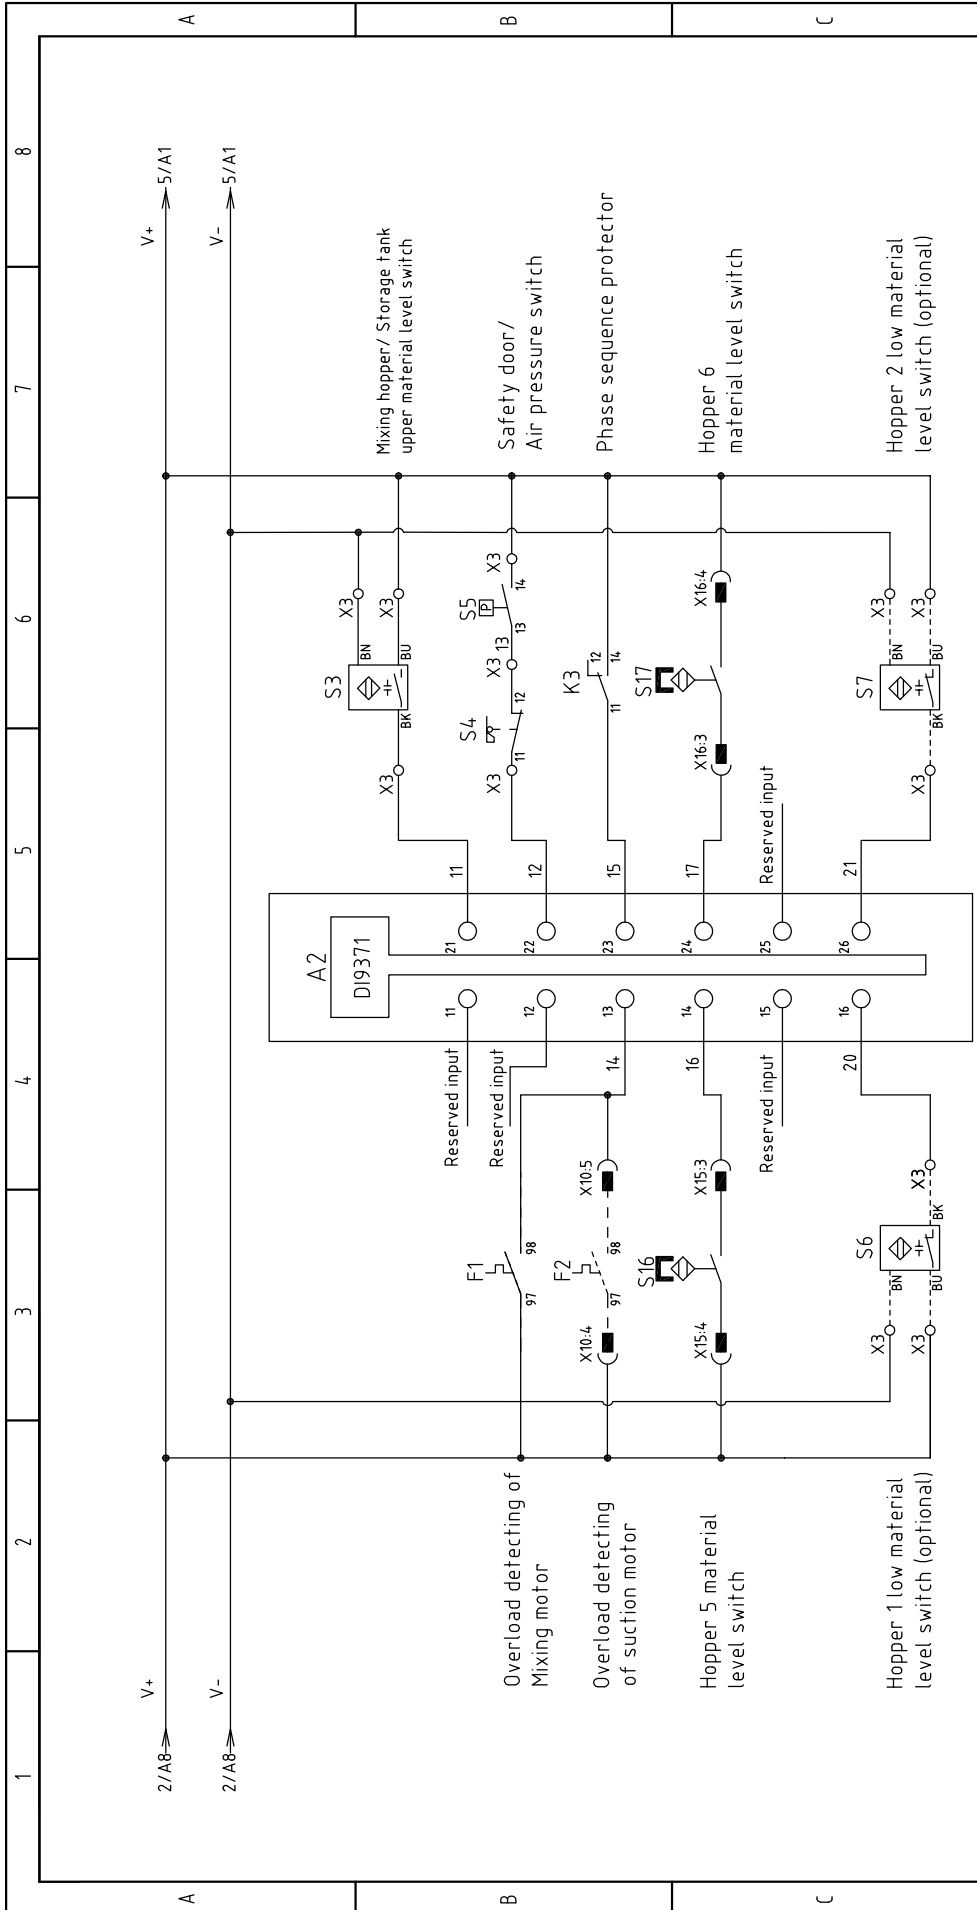 1
2
3
4
5
6
7
8
A
A
B
B
C
C
2/A8
V+
V+
5/A1
2/A8
V-
V-
5/A1
A2
DI9371
11
12
13
14
15
16
21
22
23
24
25
26
Reserved input
Reserved input
14
16
Reserved input
20
11
12
15
17
Reserved input
21
Overload detecting of
Mixing motor
F1
97
98
Overload detecting
of suction motor
X10:4
F2
97
98
X10:5
Hopper 5 material
level switch
X15:4
S16
X15:3
Hopper 1 low material
level switch (optional)
X3
X3
BN
BU
S6
BK
X3
X3
S3
BK
BN
BU
X3
X3
Mixing hopper/ Storage tank
upper material level switch
X3
S4
11
12
X3
13
S5
P
13
14
X3
Safety door/
Air pressure switch
K3
11
12
14
Phase sequence protector
X16:3
S17
X16:4
Hopper 6
material level switch
X3
S7
BK
BN
BU
X3
X3
Hopper 2 low material
level switch (optional)